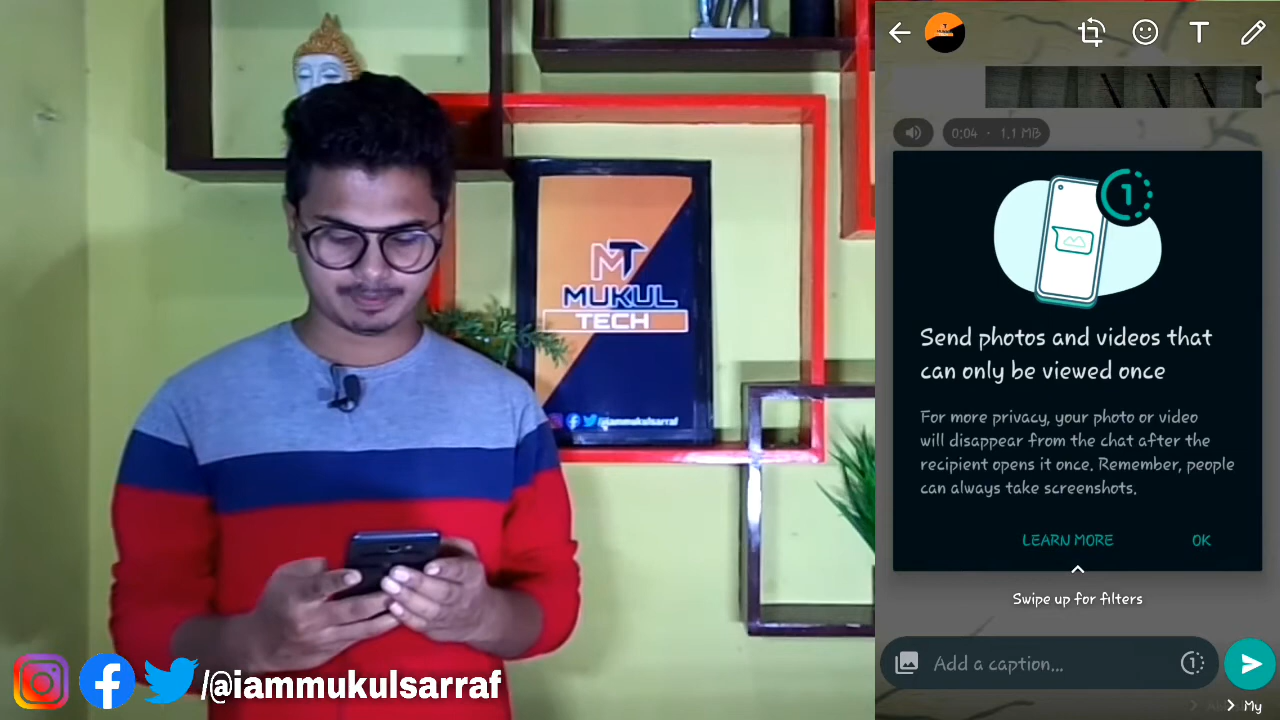 MT
MUKUL
TECH
@iammukulsarraf
/@iammukulsarraf
T
0:04 · 1.1 MB
1
Send photos and videos that
can only be viewed once
For more privacy, your photo or video
will disappear from the chat after the
recipient opens it once. Remember, people
can always take screenshots.
LEARN MORE
OK
Swipe up for filters
Add a caption...
1
My